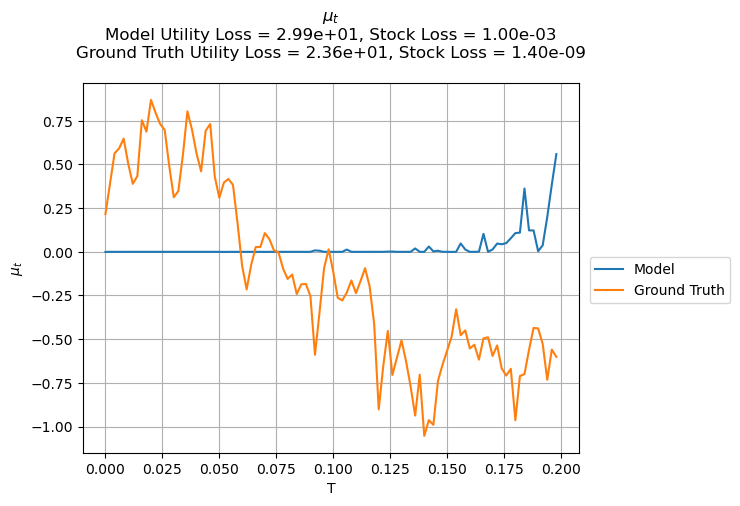 μ_t
Model Utility Loss = 2.99e+01, Stock Loss = 1.00e-03
Ground Truth Utility Loss = 2.36e+01, Stock Loss = 1.40e-09
0.75
0.50
0.25
0.00
−0.25
−0.50
−0.75
−1.00
μ_t
0.000 0.025 0.050 0.075 0.100 0.125 0.150 0.175 0.200
T
Model
Ground Truth